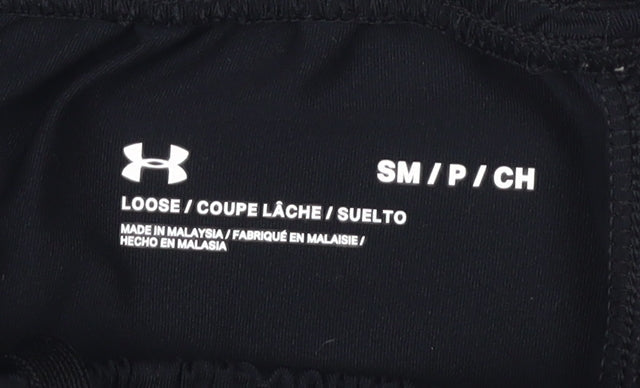 SM / P / CH
LOOSE / COUPE LÂCHE / SUELTO
MADE IN MALAYSIA / FABRIQUÉ EN MALAISIE /
HECHO EN MALASIA